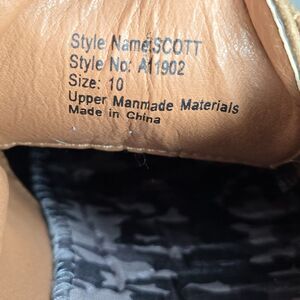 Style Name:SCOTT
Style No: A11902
Size: 10
Upper Manmade Materials
Made in China